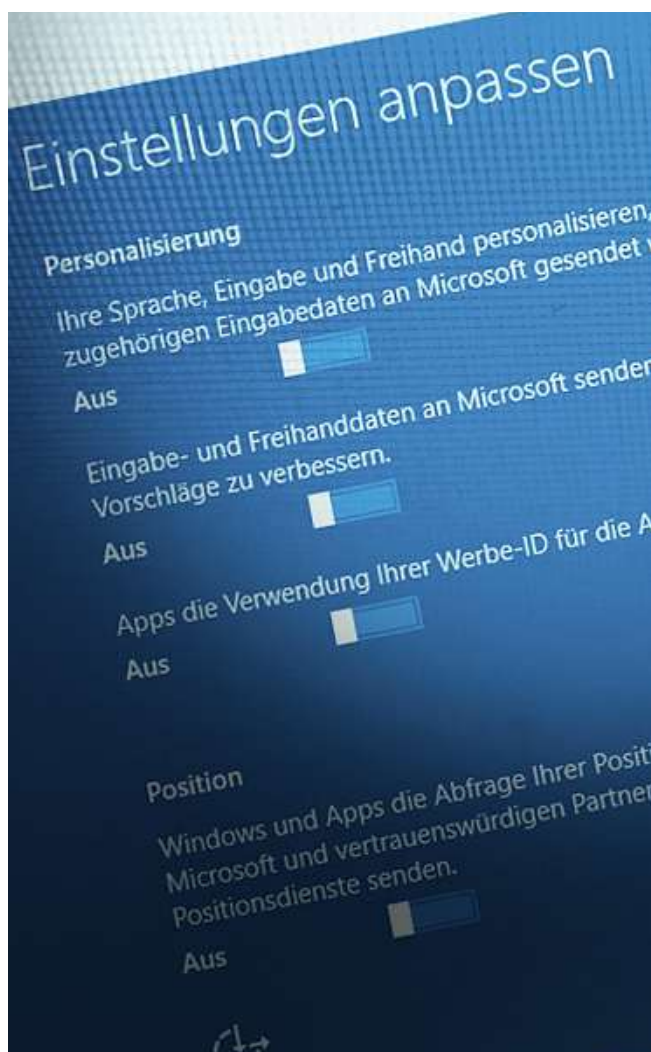 Einstellungen anpassen
Personalisierung
Ihre Sprache, Eingabe und Freihand personalisieren,
zugehörigen Eingabedaten an Microsoft gesendet
Aus
Eingabe- und Freihanddaten an Microsoft senden
Vorschläge zu verbessern.
Aus
Apps die Verwendung Ihrer Werbe-ID für die A
Aus
Position
Windows und Apps die Abfrage Ihrer Positi
Microsoft und vertrauenswürdigen Partner
Positionsdienste senden.
Aus